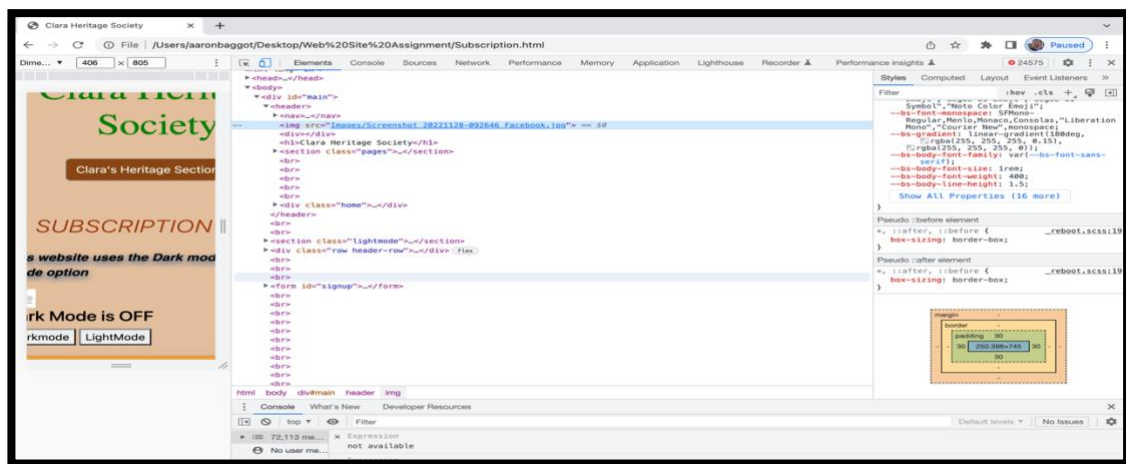 Clara Heritage Society × +
File | /Users/aaronbaggot/Desktop/Web%20Site%20Assignment/Subscription.html
Paused
Dime... ▼ 406 × 805
Elements Console Sources Network Performance Memory Application Lighthouse Recorder Performance insights 24575
Clara Herit
Society
Clara's Heritage Section
SUBSCRIPTION
s website uses the Dark mod
de option
rk Mode is OFF
rkmode LightMode
▶<head>…</head>
▼<body>
▼<div id="main">
▼<header>
▶<nav>…</nav>
<img src="Images/Screenshot_20221128-092646_Facebook.jpg"> == $0
<div></div>
<h1>Clara Heritage Society</h1>
▶<section class="pages">…</section>
<br>
<br>
<br>
<br>
<br>
▶<div class="home">…</div>
</header>
<br>
<br>
▶<section class="lightmode">…</section>
▶<div class="row header-row">…</div> flex
<br>
<br>
<br>
▶<form id="signup">…</form>
<br>
<br>
<br>
<br>
<br>
<br>
<br>
<br>
<br>
html body div#main header img
Styles Computed Layout Event Listeners »
Filter :hov .cls +
Symbol","Noto Color Emoji";
--bs-font-monospace: SFMono-
Regular,Menlo,Monaco,Consolas,"Liberation
Mono","Courier New",monospace;
--bs-gradient: linear-gradient(180deg,
rgba(255, 255, 255, 0.15),
rgba(255, 255, 255, 0));
--bs-body-font-family: var(--bs-font-sans-
serif);
--bs-body-font-size: 1rem;
--bs-body-font-weight: 400;
--bs-body-line-height: 1.5;
Show All Properties (16 more)
}
Pseudo ::before element
*, ::after, ::before { _reboot.scss:19
box-sizing: border-box;
}
Pseudo ::after element
*, ::after, ::before { _reboot.scss:19
box-sizing: border-box;
}
margin -
border -
padding 30
- - 30 250.398×745 30 - -
30
-
-
Console What's New Developer Resources
top ▼ Filter Default levels ▼ No Issues
72,113 me... × Expression
not available
No user me...